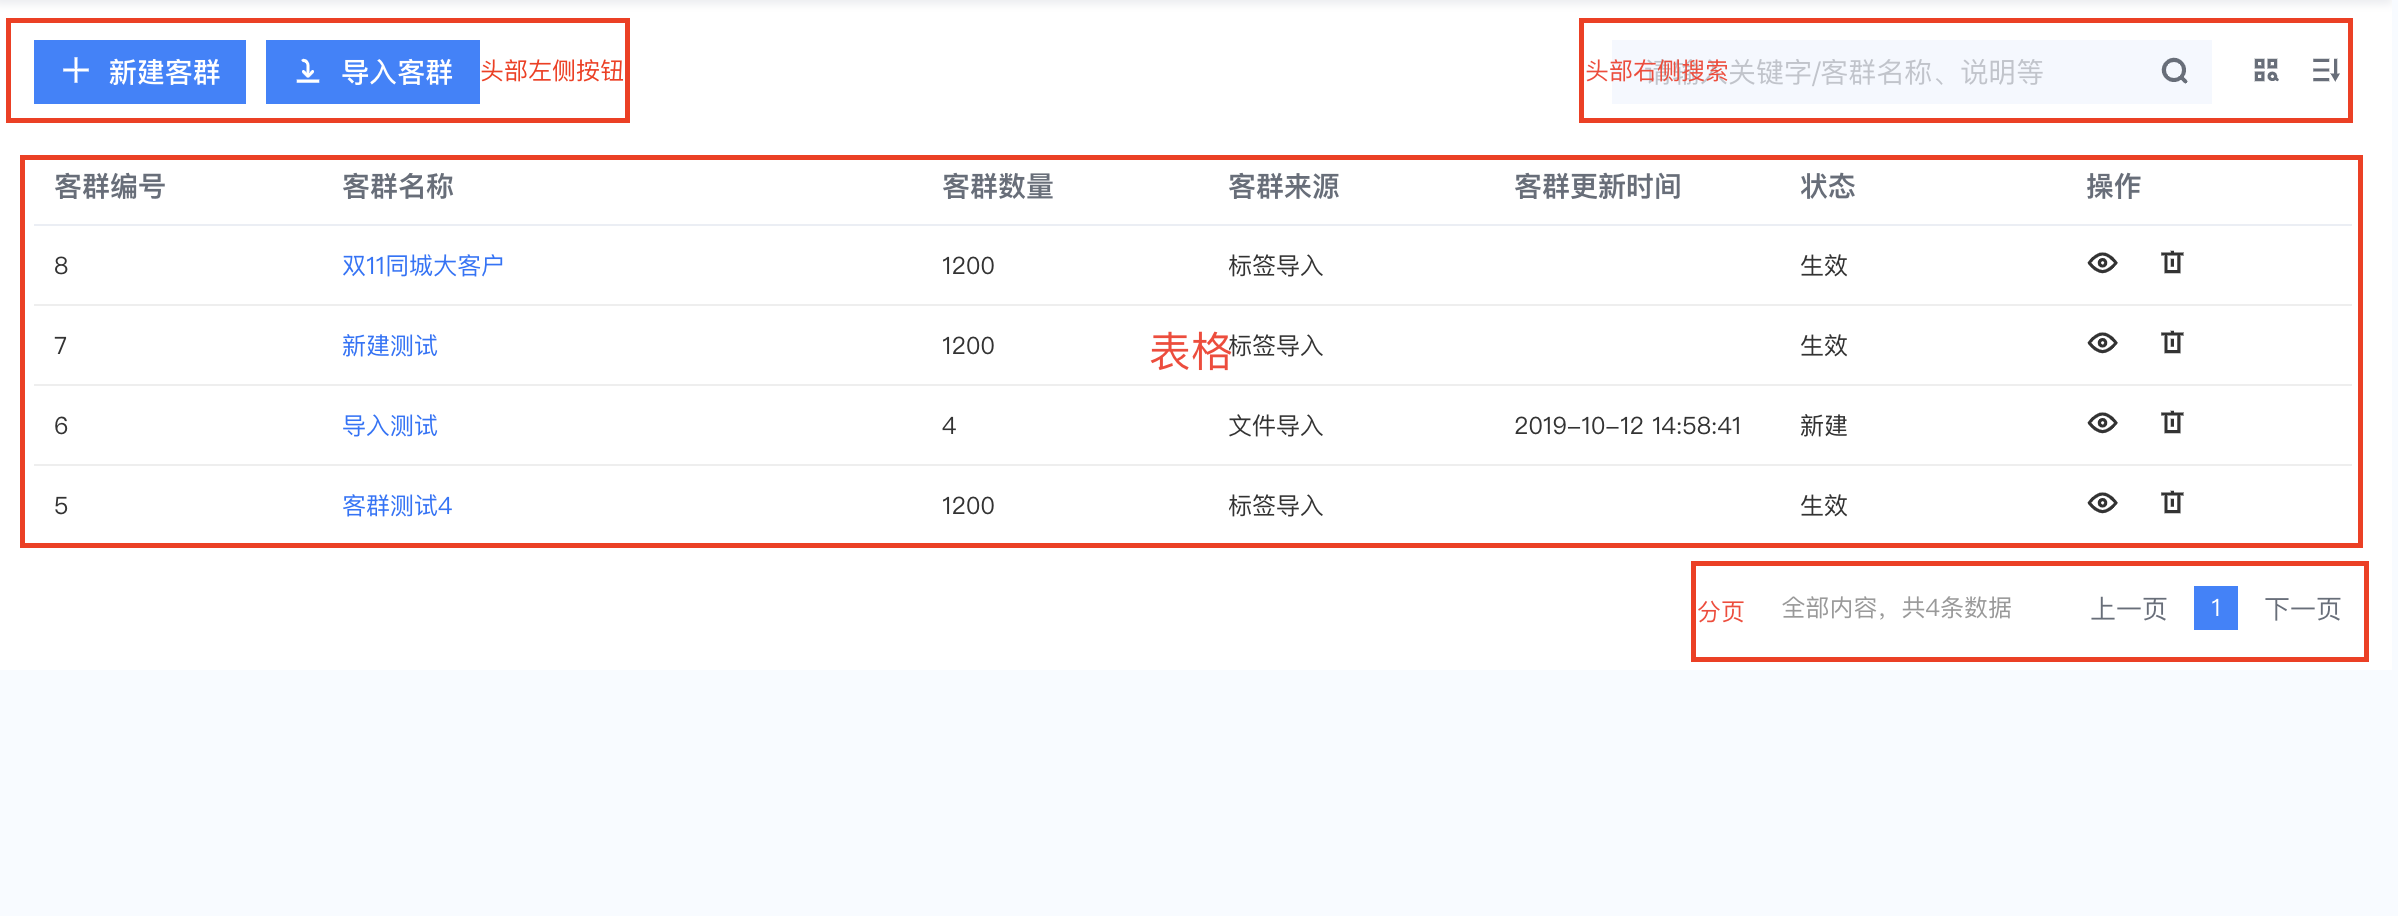 新建客群 导入客群 头部左侧按钮 头部右侧搜索 关键字/客群名称、说明等
客群编号 客群名称 客群数量 客群来源 客群更新时间 状态 操作
8 双11同城大客户 1200 标签导入 生效
7 新建测试 1200 标签导入 生效
表格
6 导入测试 4 文件导入 2019-10-12 14:58:41 新建
5 客群测试4 1200 标签导入 生效
分页 全部内容，共4条数据 上一页 1 下一页